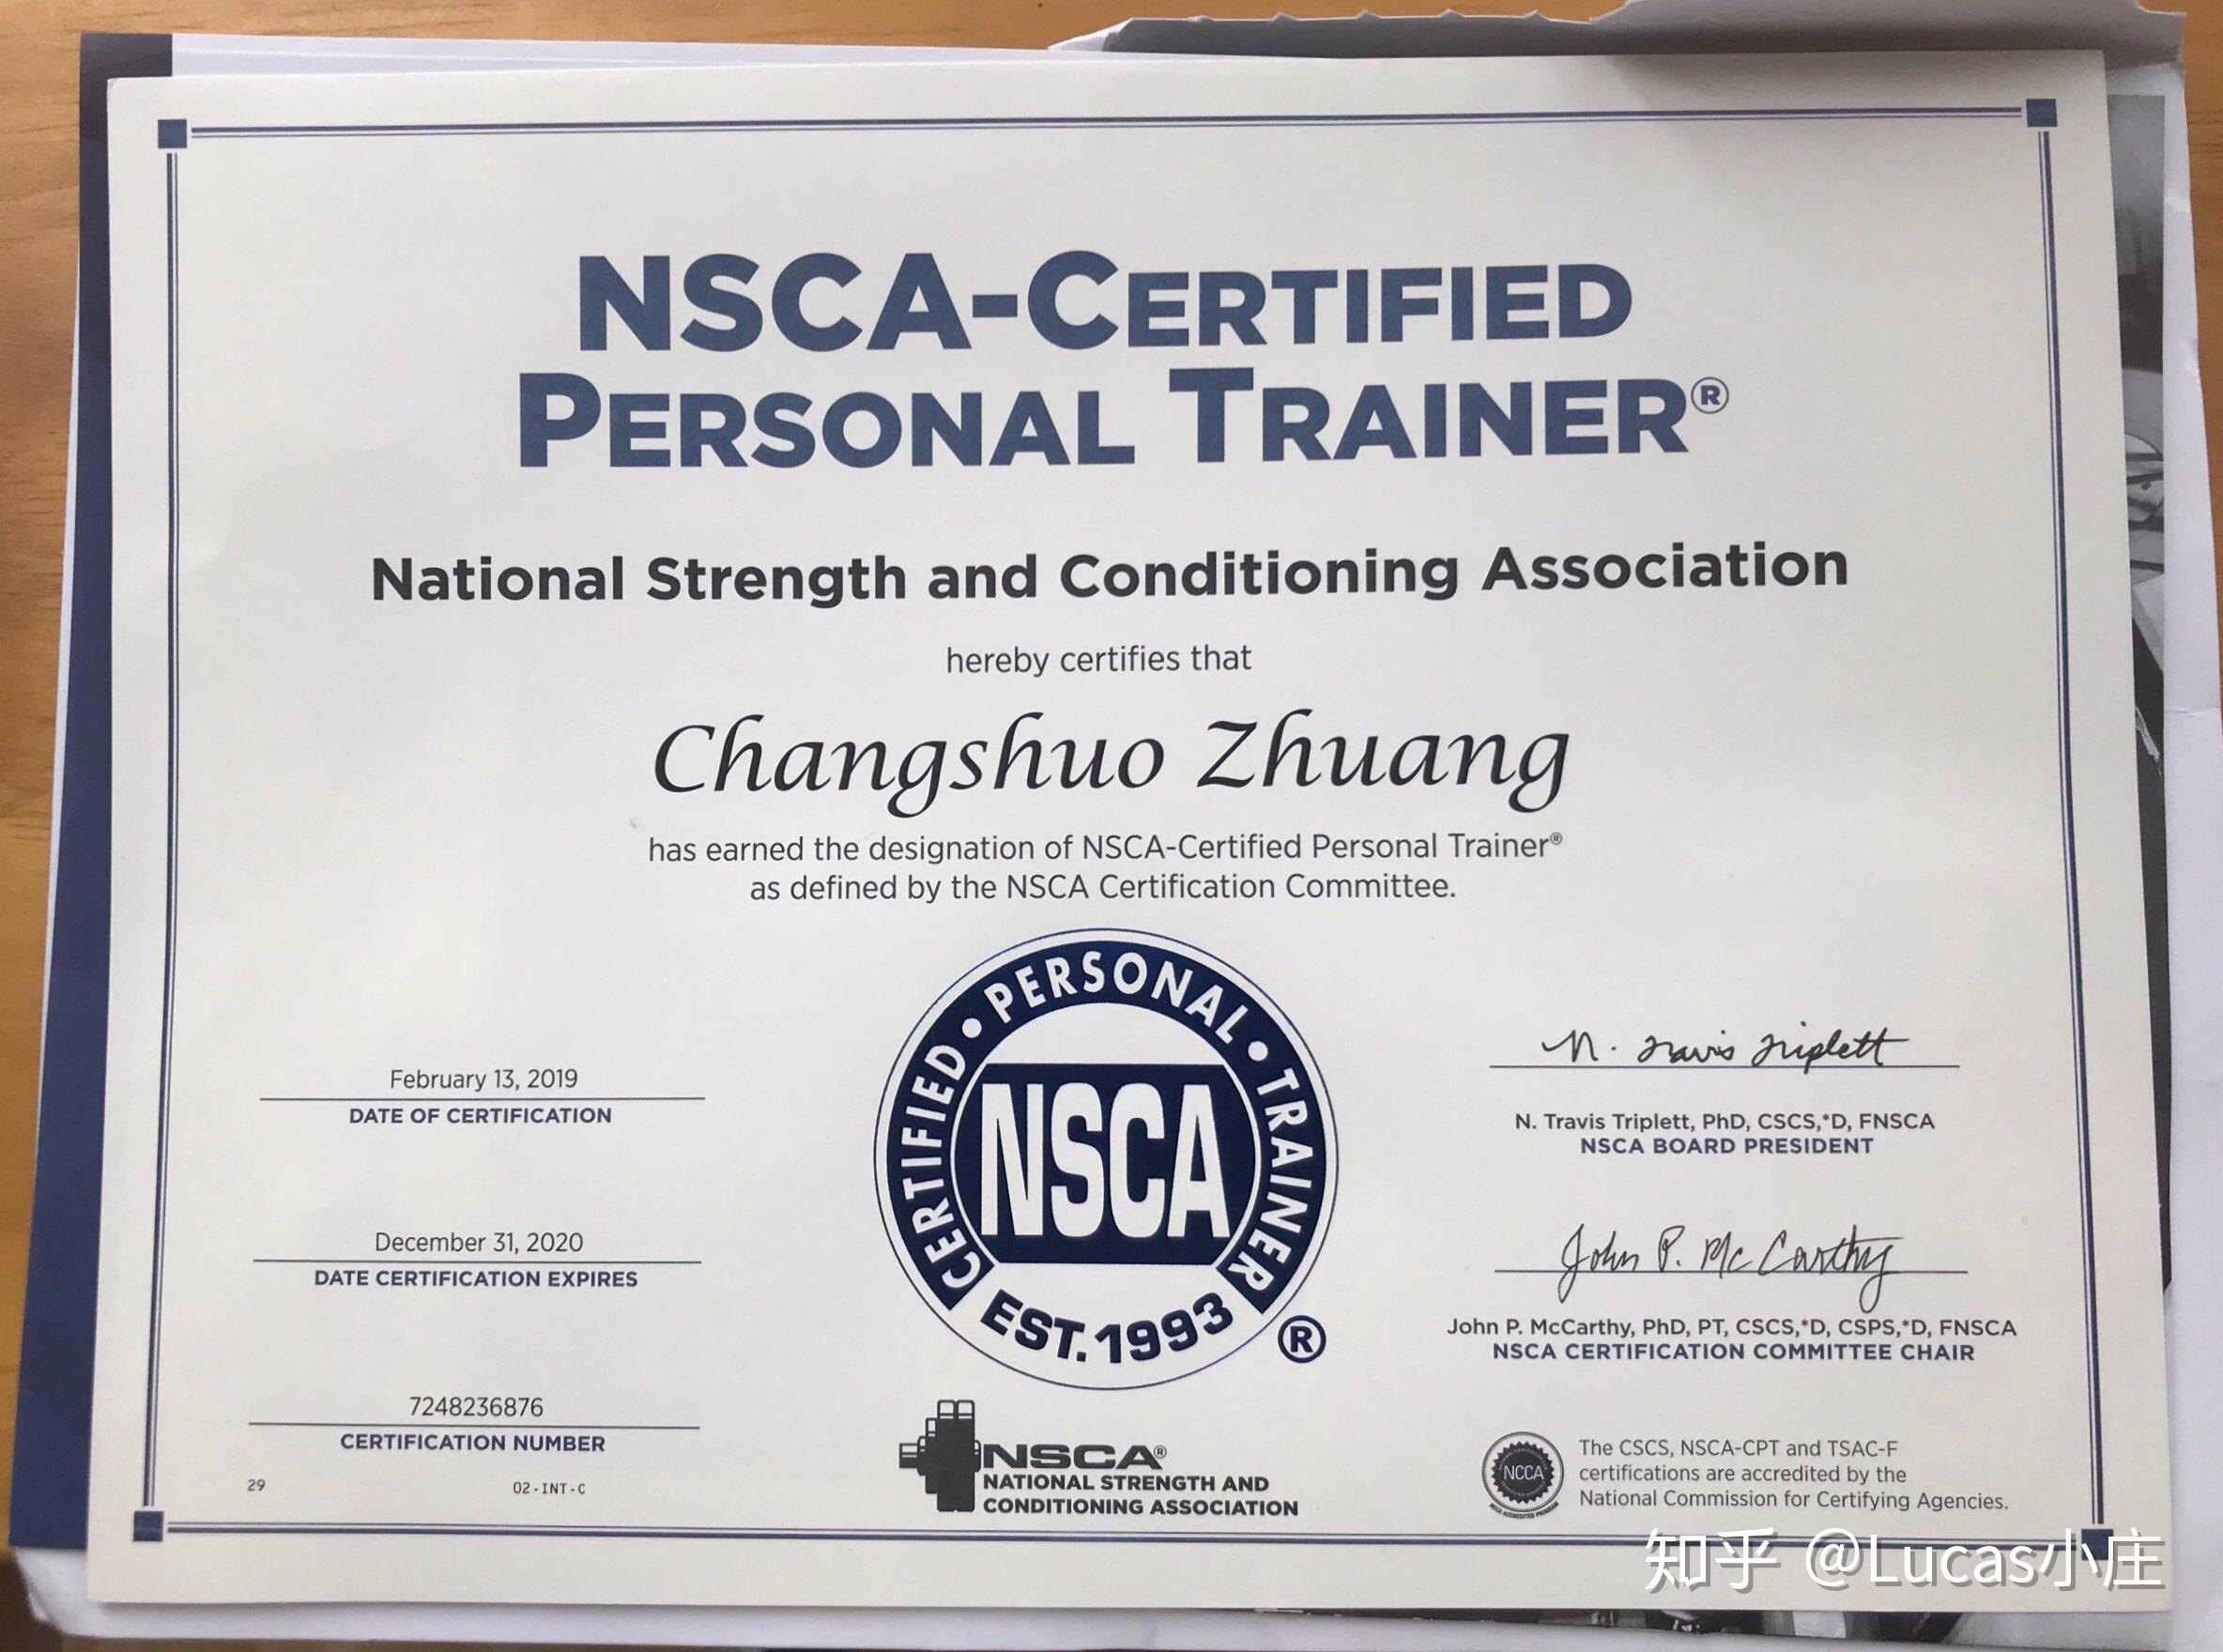 NSCA-CERTIFIED
PERSONAL TRAINER®
National Strength and Conditioning Association
hereby certifies that
Changshuo Zhuang
has earned the designation of NSCA-Certified Personal Trainer®
as defined by the NSCA Certification Committee.
CERTIFIED • PERSONAL • TRAINER
NSCA
EST. 1993
®
February 13, 2019
DATE OF CERTIFICATION
December 31, 2020
DATE CERTIFICATION EXPIRES
7248236876
CERTIFICATION NUMBER
29
02-INT-C
N. Travis Triplett
N. Travis Triplett, PhD, CSCS,*D, FNSCA
NSCA BOARD PRESIDENT
John P. McCarthy
John P. McCarthy, PhD, PT, CSCS,*D, CSPS,*D, FNSCA
NSCA CERTIFICATION COMMITTEE CHAIR
NSCA®
NATIONAL STRENGTH AND
CONDITIONING ASSOCIATION
NCCA
The CSCS, NSCA-CPT and TSAC-F
certifications are accredited by the
National Commission for Certifying Agencies.
知乎 @Lucas小庄